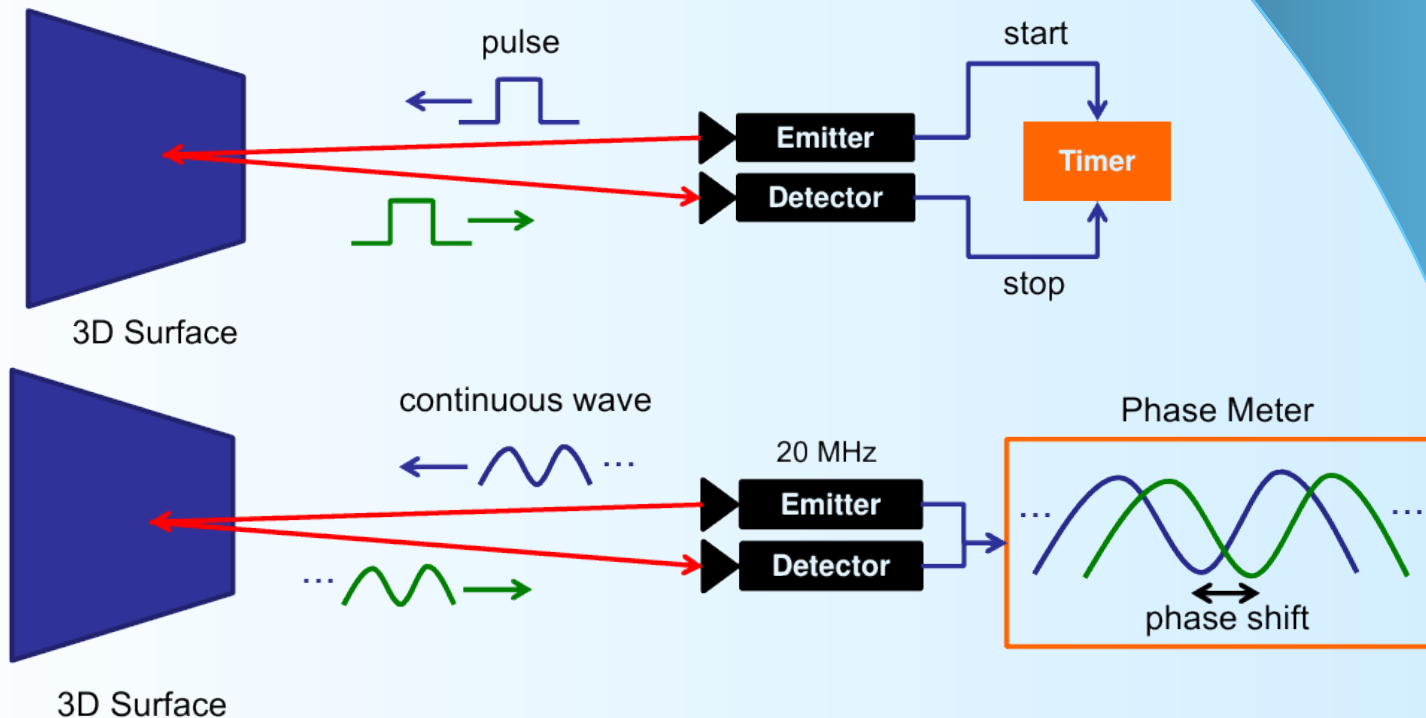 pulse
start
Emitter
Timer
Detector
stop
3D Surface
continuous wave
Phase Meter
20 MHz
...
Emitter
...
...
Detector
...
phase shift
3D Surface